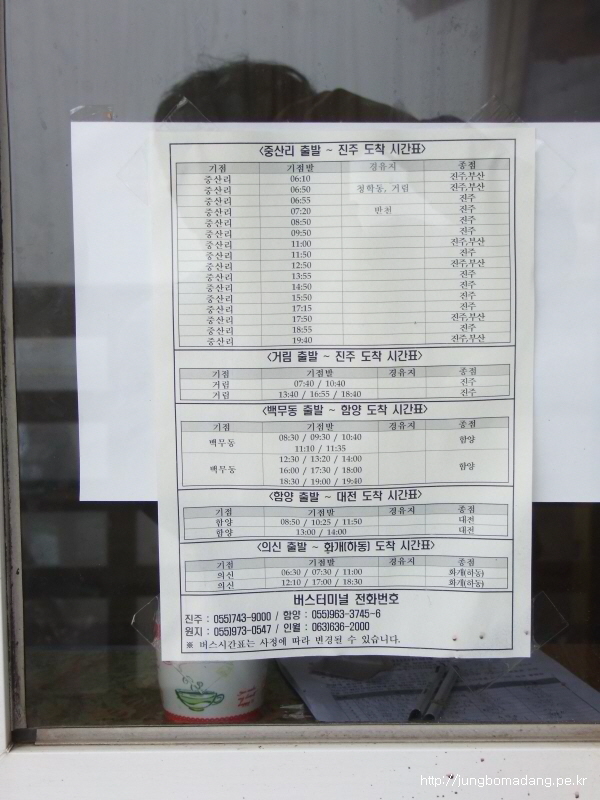 <중산리 출발 ~ 진주 도착 시간표>
기점 기점발 경유지 종점
중산리 06:10 진주,부산
중산리 06:50 청학동, 거림 진주,부산
중산리 06:55 진주
중산리 07:20 반천 진주
중산리 08:50 진주
중산리 09:50 진주
중산리 11:00 진주,부산
중산리 11:50 진주
중산리 12:50 진주,부산
중산리 13:55 진주
중산리 14:50 진주
중산리 15:50 진주
중산리 17:15 진주
중산리 17:50 진주,부산
중산리 18:55 진주
중산리 19:40 진주,부산
<거림 출발 ~ 진주 도착 시간표>
기점 기점발 경유지 종점
거림 07:40 / 10:40 진주
거림 13:40 / 16:55 / 18:40 진주
<백무동 출발 ~ 함양 도착 시간표>
기점 기점발 경유지 종점
백무동 08:30 / 09:30 / 10:40 함양
11:10 / 11:35
12:30 / 13:20 / 14:00
백무동 16:00 / 17:30 / 18:00 함양
18:30 / 19:00 / 19:40
<함양 출발 ~ 대전 도착 시간표>
기점 기점발 경유지 종점
함양 08:50 / 10:25 / 11:50 대전
함양 13:00 / 14:00 대전
<의신 출발 ~ 화개(하동) 도착 시간표>
기점 기점발 경유지 종점
의신 06:30 / 07:30 / 11:00 화개(하동)
의신 12:10 / 17:00 / 18:30 화개(하동)
버스터미널 전화번호
진주 : 055)743-9000 / 함양 : 055)963-3745~6
원지 : 055)973-0547 / 인월 : 063)636-2000
※ 버스시간표는 사정에 따라 변경될 수 있습니다.
http://jungbomadang.pe.kr